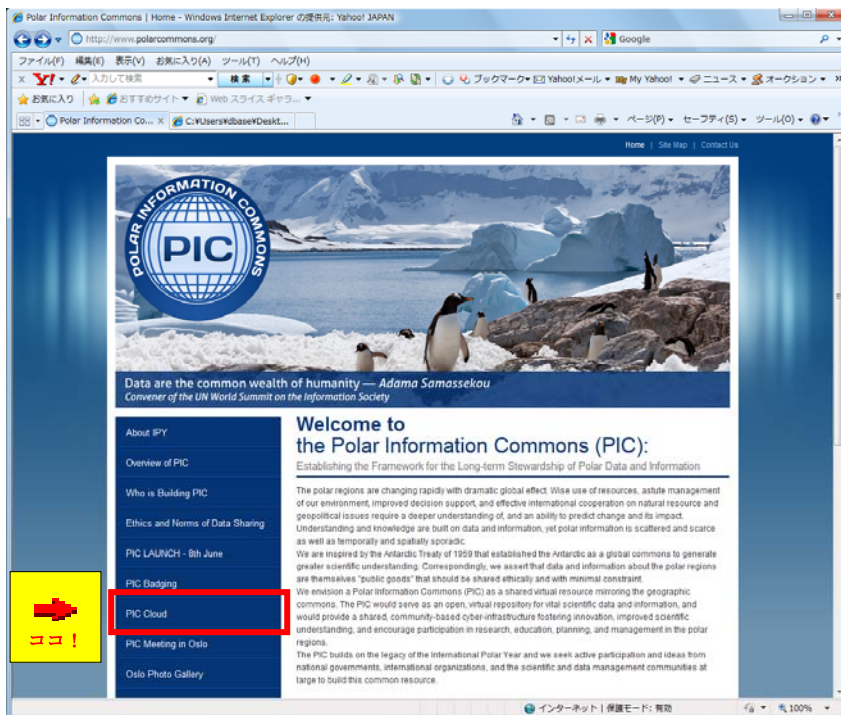 Polar Information Commons | Home - Windows Internet Explorer の提供元: Yahoo! JAPAN
http://www.polarcommons.org/
Google
ファイル(F) 編集(E) 表示(V) お気に入り(A) ツール(T) ヘルプ(H)
x Y! 入力して検索 検索 ブックマーク Yahoo!メール My Yahoo! ニュース オークション »
お気に入り おすすめサイト Web スライス ギャラ...
Polar Information Co... x C:¥Users¥dbase¥Deskt...
ページ(P) セーフティ(S) ツール(O)
Home | Site Map | Contact Us
POLAR INFORMATION COMMONS
PIC
Data are the common wealth of humanity — Adama Samassekou
Convener of the UN World Summit on the Information Society
About IPY
Overview of PIC
Who is Building PIC
Ethics and Norms of Data Sharing
PIC LAUNCH - 8th June
PIC Badging
PIC Cloud
PIC Meeting in Oslo
Oslo Photo Gallery
ココ!
Welcome to
the Polar Information Commons (PIC):
Establishing the Framework for the Long-term Stewardship of Polar Data and Information
The polar regions are changing rapidly with dramatic global effect. Wise use of resources, astute management
of our environment, improved decision support, and effective international cooperation on natural resource and
geopolitical issues require a deeper understanding of, and an ability to predict change and its impact.
Understanding and knowledge are built on data and information, yet polar information is scattered and scarce
as well as temporally and spatially sporadic.
We are inspired by the Antarctic Treaty of 1959 that established the Antarctic as a global commons to generate
greater scientific understanding. Correspondingly, we assert that data and information about the polar regions
are themselves "public goods" that should be shared ethically and with minimal constraint.
We envision a Polar Information Commons (PIC) as a shared virtual resource mirroring the geographic
commons. The PIC would serve as an open, virtual repository for vital scientific data and information, and
would provide a shared, community-based cyber-infrastructure fostering innovation, improved scientific
understanding, and encourage participation in research, education, planning, and management in the polar
regions.
The PIC builds on the legacy of the International Polar Year and we seek active participation and ideas from
national governments, international organizations, and the scientific and data management communities at
large to build this common resource.
インターネット | 保護モード: 有効
100%